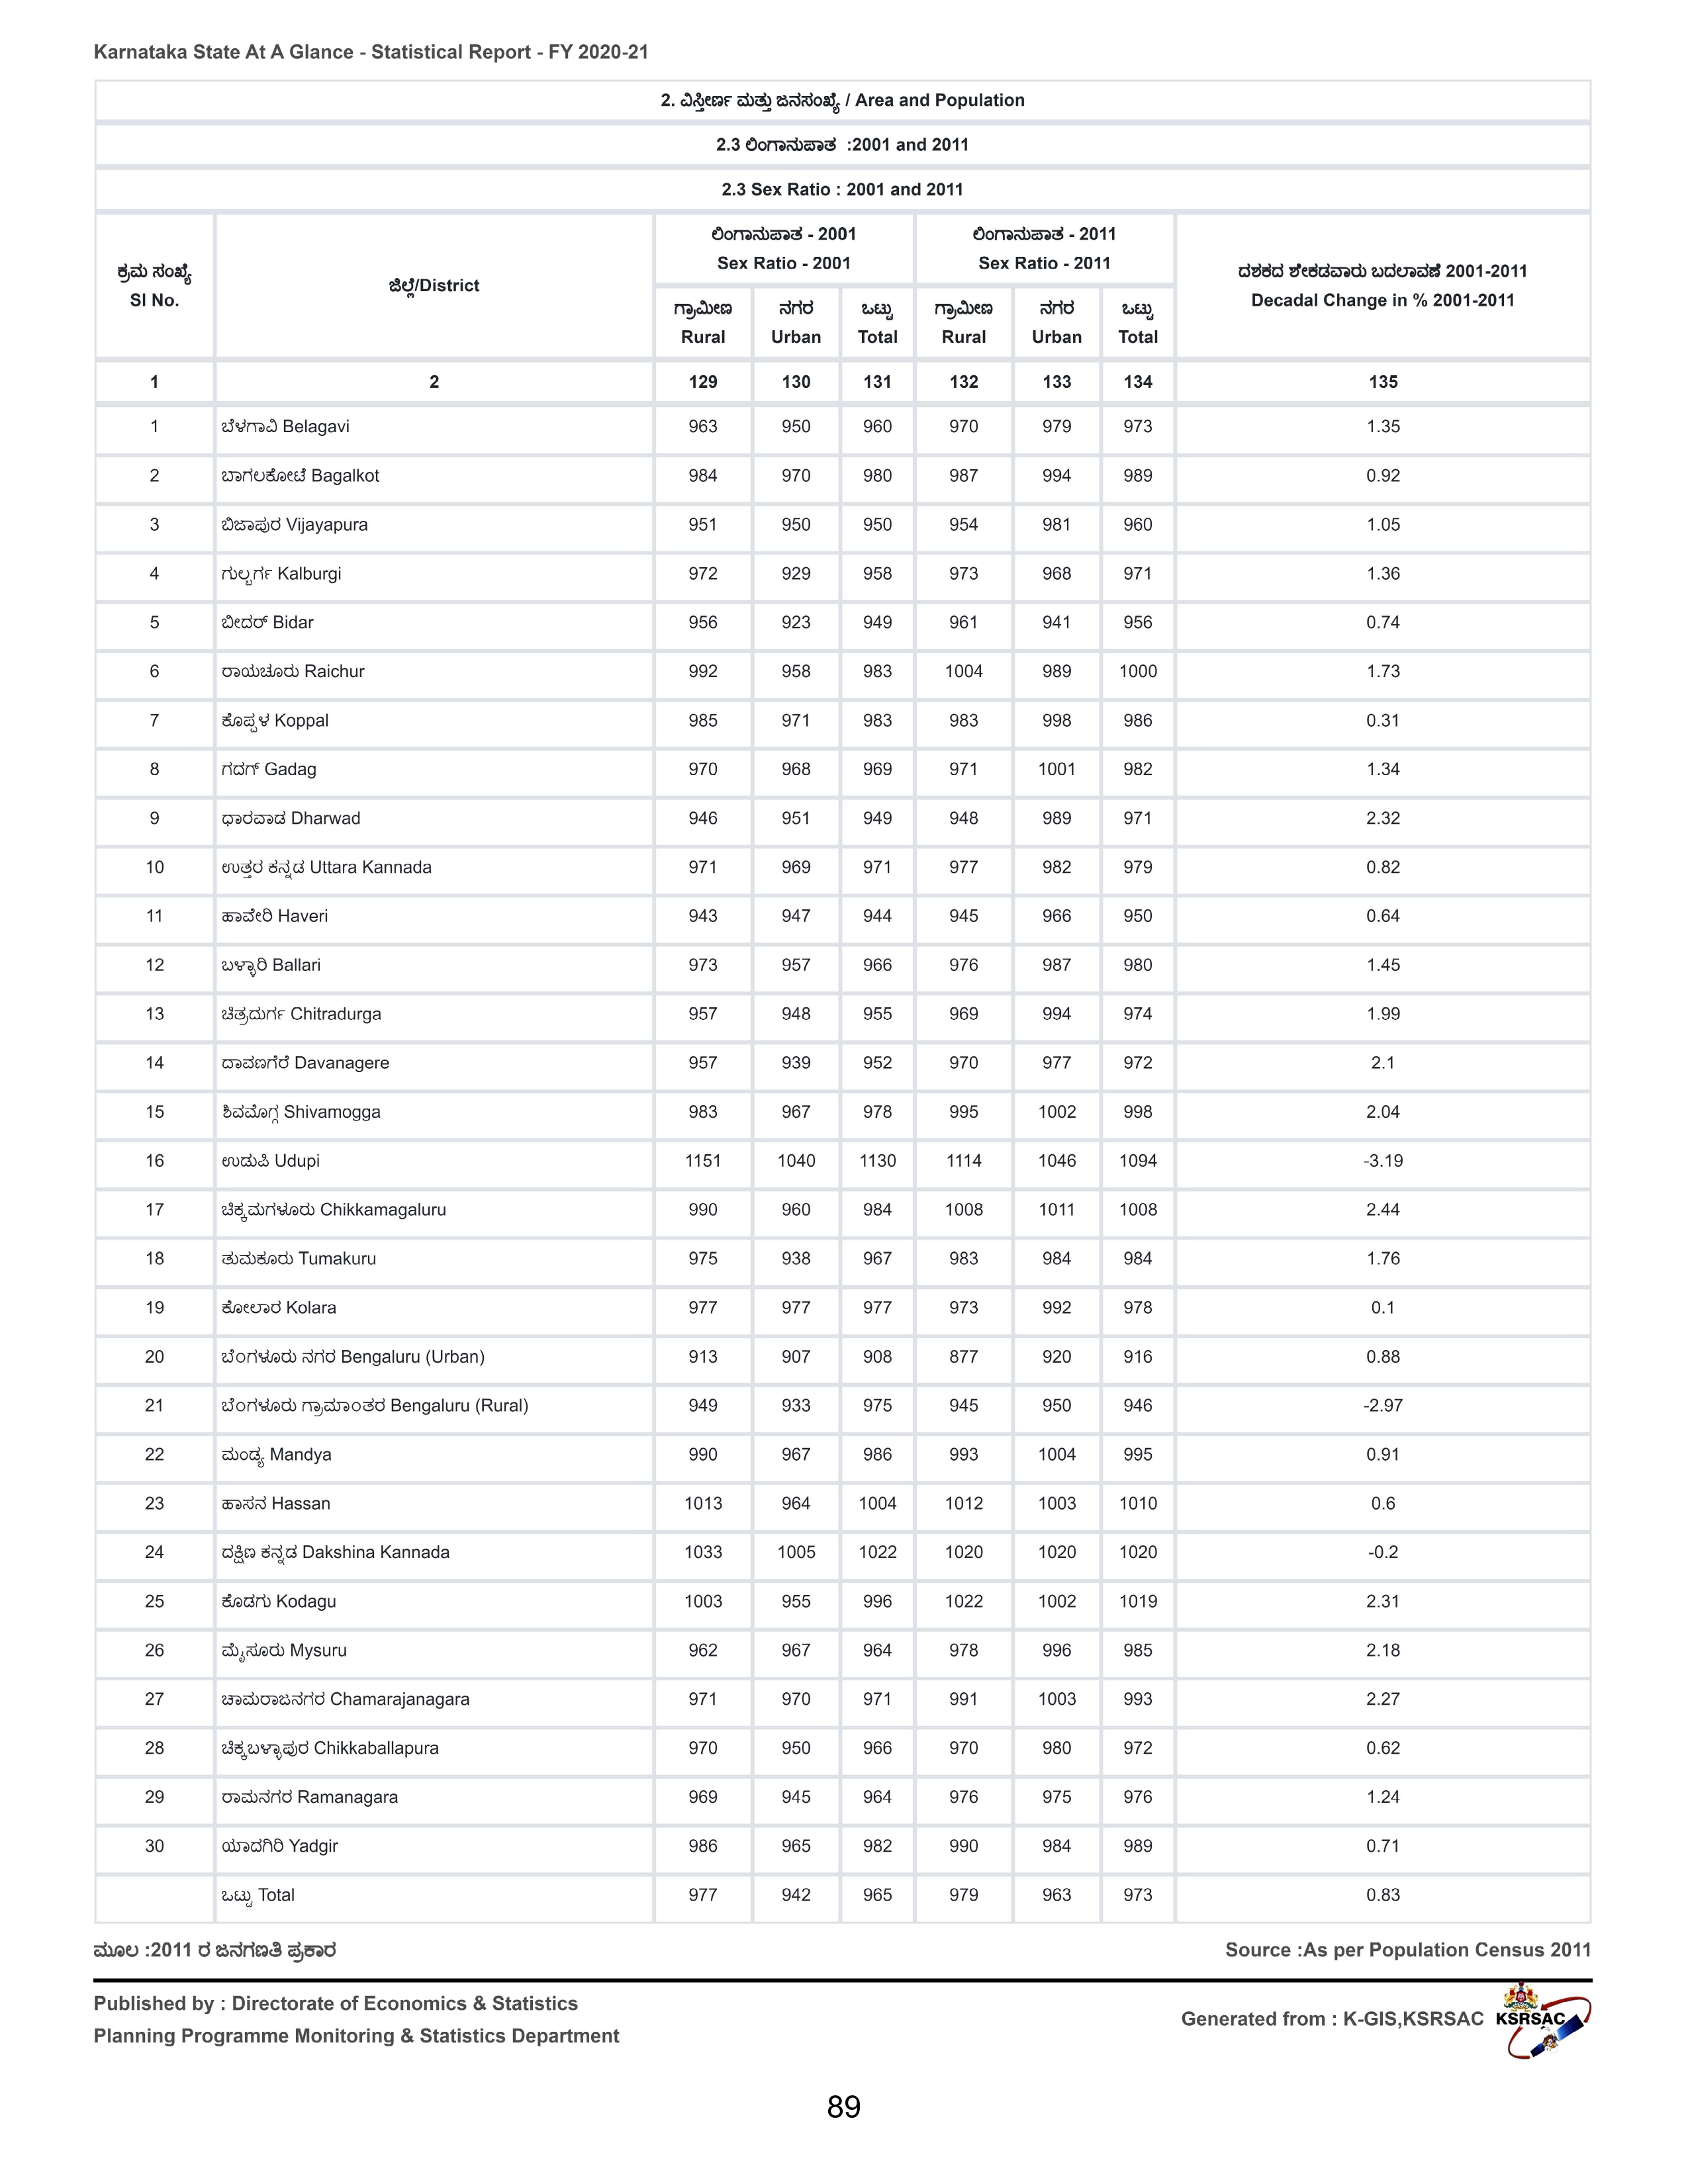 Karnataka State At A Glance - Statistical Report - FY 2020-21
2. ವಿಸ್ತೀರ್ಣ ಮತ್ತು ಜನಸಂಖ್ಯೆ / Area and Population
2.3 ಲಿಂಗಾನುಪಾತ :2001 and 2011
2.3 Sex Ratio : 2001 and 2011
ಕ್ರಮ ಸಂಖ್ಯೆ
Sl No.
ಜಿಲ್ಲೆ/District
ಲಿಂಗಾನುಪಾತ - 2001
Sex Ratio - 2001
ಲಿಂಗಾನುಪಾತ - 2011
Sex Ratio - 2011
ದಶಕದ ಶೇಕಡವಾರು ಬದಲಾವಣೆ 2001-2011
Decadal Change in % 2001-2011
ಗ್ರಾಮೀಣ ನಗರ ಒಟ್ಟು ಗ್ರಾಮೀಣ ನಗರ ಒಟ್ಟು
Rural Urban Total Rural Urban Total
1 2 129 130 131 132 133 134 135
1 ಬೆಳಗಾವಿ Belagavi 963 950 960 970 979 973 1.35
2 ಬಾಗಲಕೋಟೆ Bagalkot 984 970 980 987 994 989 0.92
3 ಬಿಜಾಪುರ Vijayapura 951 950 950 954 981 960 1.05
4 ಗುಲ್ಬರ್ಗ Kalburgi 972 929 958 973 968 971 1.36
5 ಬೀದರ್ Bidar 956 923 949 961 941 956 0.74
6 ರಾಯಚೂರು Raichur 992 958 983 1004 989 1000 1.73
7 ಕೊಪ್ಪಳ Koppal 985 971 983 983 998 986 0.31
8 ಗದಗ್ Gadag 970 968 969 971 1001 982 1.34
9 ಧಾರವಾಡ Dharwad 946 951 949 948 989 971 2.32
10 ಉತ್ತರ ಕನ್ನಡ Uttara Kannada 971 969 971 977 982 979 0.82
11 ಹಾವೇರಿ Haveri 943 947 944 945 966 950 0.64
12 ಬಳ್ಳಾರಿ Ballari 973 957 966 976 987 980 1.45
13 ಚಿತ್ರದುರ್ಗ Chitradurga 957 948 955 969 994 974 1.99
14 ದಾವಣಗೆರೆ Davanagere 957 939 952 970 977 972 2.1
15 ಶಿವಮೊಗ್ಗ Shivamogga 983 967 978 995 1002 998 2.04
16 ಉಡುಪಿ Udupi 1151 1040 1130 1114 1046 1094 -3.19
17 ಚಿಕ್ಕಮಗಳೂರು Chikkamagaluru 990 960 984 1008 1011 1008 2.44
18 ತುಮಕೂರು Tumakuru 975 938 967 983 984 984 1.76
19 ಕೋಲಾರ Kolara 977 977 977 973 992 978 0.1
20 ಬೆಂಗಳೂರು ನಗರ Bengaluru (Urban) 913 907 908 877 920 916 0.88
21 ಬೆಂಗಳೂರು ಗ್ರಾಮಾಂತರ Bengaluru (Rural) 949 933 975 945 950 946 -2.97
22 ಮಂಡ್ಯ Mandya 990 967 986 993 1004 995 0.91
23 ಹಾಸನ Hassan 1013 964 1004 1012 1003 1010 0.6
24 ದಕ್ಷಿಣ ಕನ್ನಡ Dakshina Kannada 1033 1005 1022 1020 1020 1020 -0.2
25 ಕೊಡಗು Kodagu 1003 955 996 1022 1002 1019 2.31
26 ಮೈಸೂರು Mysuru 962 967 964 978 996 985 2.18
27 ಚಾಮರಾಜನಗರ Chamarajanagara 971 970 971 991 1003 993 2.27
28 ಚಿಕ್ಕಬಳ್ಳಾಪುರ Chikkaballapura 970 950 966 970 980 972 0.62
29 ರಾಮನಗರ Ramanagara 969 945 964 976 975 976 1.24
30 ಯಾದಗಿರಿ Yadgir 986 965 982 990 984 989 0.71
ಒಟ್ಟು Total 977 942 965 979 963 973 0.83
ಮೂಲ :2011 ರ ಜನಗಣತಿ ಪ್ರಕಾರ Source :As per Population Census 2011
Published by : Directorate of Economics & Statistics
Planning Programme Monitoring & Statistics Department
Generated from : K-GIS,KSRSAC KSRSAC
89